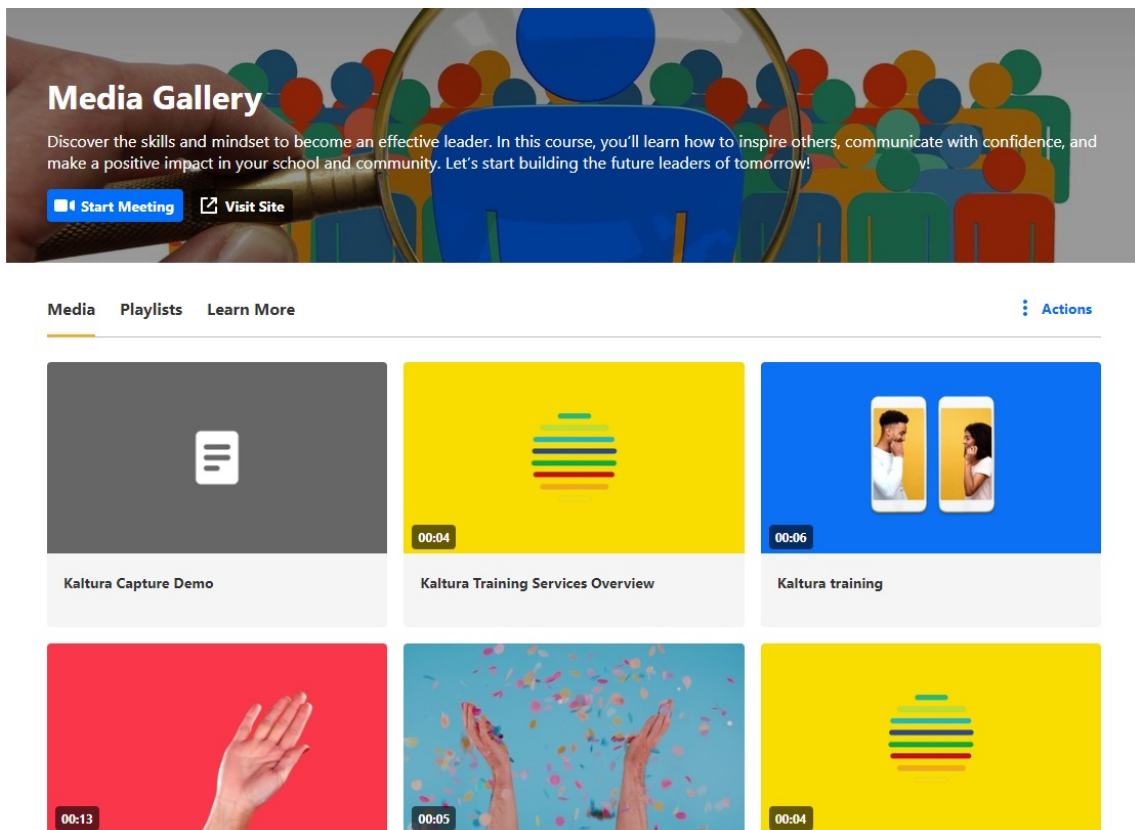 Media Gallery
Discover the skills and mindset to become an effective leader. In this course, you’ll learn how to inspire others, communicate with confidence, and
make a positive impact in your school and community. Let’s start building the future leaders of tomorrow!
Start Meeting Visit Site
Media Playlists Learn More Actions
00:04 00:06
Kaltura Capture Demo Kaltura Training Services Overview Kaltura training
00:13 00:05 00:04